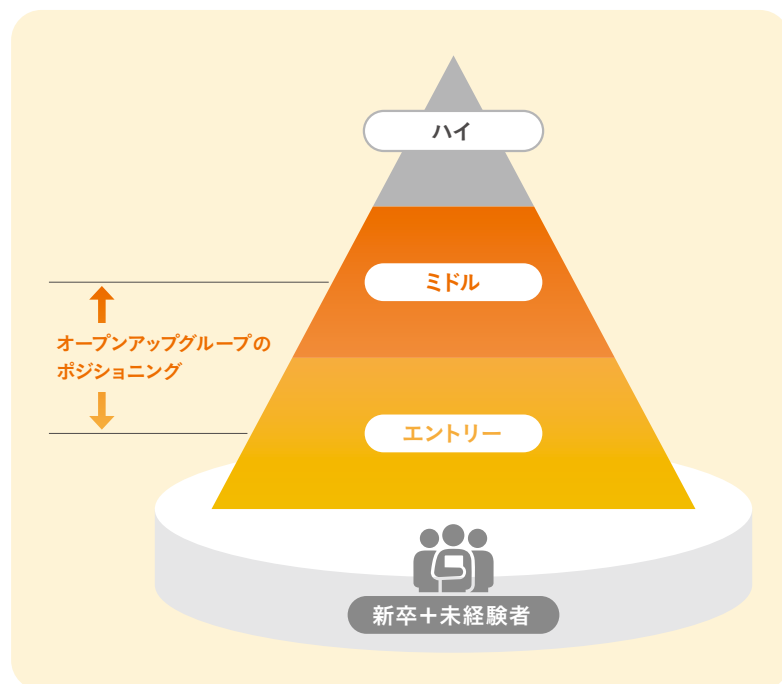 ハイ
ミドル
オープンアップグループの
ポジショニング
エントリー
新卒+未経験者